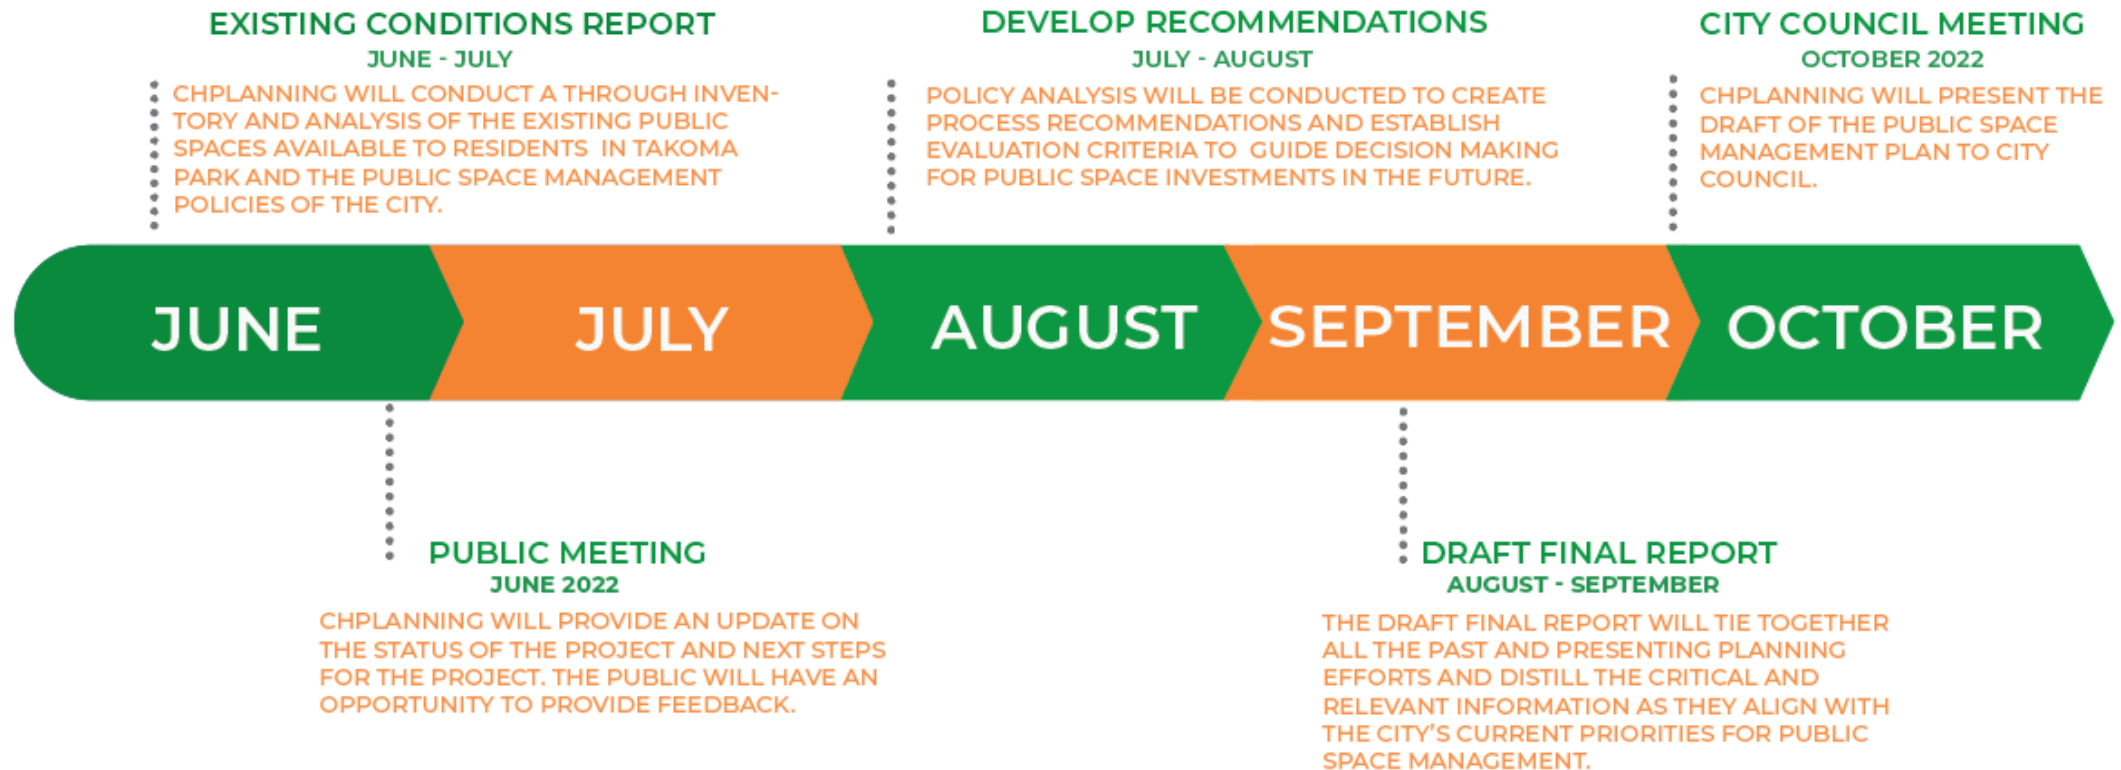 EXISTING CONDITIONS REPORT
JUNE - JULY
CHPLANNING WILL CONDUCT A THROUGH INVEN-
TORY AND ANALYSIS OF THE EXISTING PUBLIC
SPACES AVAILABLE TO RESIDENTS IN TAKOMA
PARK AND THE PUBLIC SPACE MANAGEMENT
POLICIES OF THE CITY.
DEVELOP RECOMMENDATIONS
JULY - AUGUST
POLICY ANALYSIS WILL BE CONDUCTED TO CREATE
PROCESS RECOMMENDATIONS AND ESTABLISH
EVALUATION CRITERIA TO GUIDE DECISION MAKING
FOR PUBLIC SPACE INVESTMENTS IN THE FUTURE.
CITY COUNCIL MEETING
OCTOBER 2022
CHPLANNING WILL PRESENT THE
DRAFT OF THE PUBLIC SPACE
MANAGEMENT PLAN TO CITY
COUNCIL.
JUNE
JULY
AUGUST
SEPTEMBER
OCTOBER
PUBLIC MEETING
JUNE 2022
CHPLANNING WILL PROVIDE AN UPDATE ON
THE STATUS OF THE PROJECT AND NEXT STEPS
FOR THE PROJECT. THE PUBLIC WILL HAVE AN
OPPORTUNITY TO PROVIDE FEEDBACK.
DRAFT FINAL REPORT
AUGUST - SEPTEMBER
THE DRAFT FINAL REPORT WILL TIE TOGETHER
ALL THE PAST AND PRESENTING PLANNING
EFFORTS AND DISTILL THE CRITICAL AND
RELEVANT INFORMATION AS THEY ALIGN WITH
THE CITY'S CURRENT PRIORITIES FOR PUBLIC
SPACE MANAGEMENT.